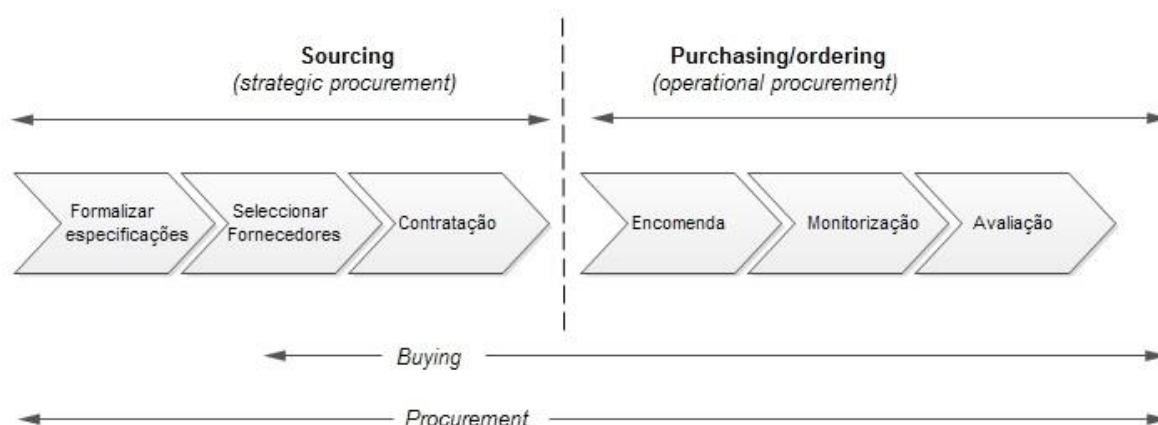 Sourcing
(strategic procurement)
Purchasing/ordering
(operational procurement)
Formalizar
especificações
Seleccionar
Fornecedores
Contratação
Encomenda
Monitorização
Avaliação
Buying
Procurement